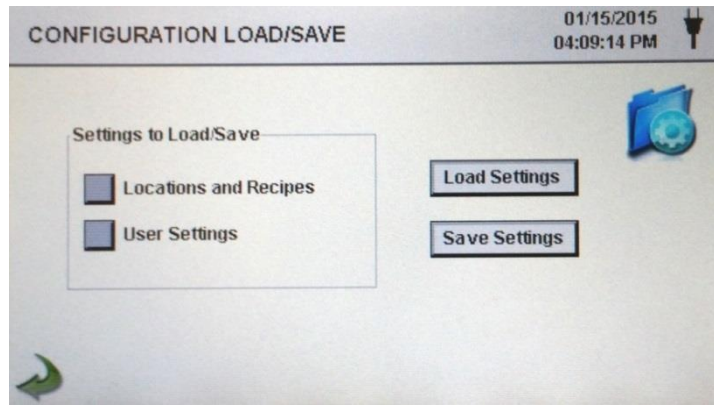 CONFIGURATION LOAD/SAVE
01/15/2015
04:09:14 PM
Settings to Load/Save
Locations and Recipes
User Settings
Load Settings
Save Settings